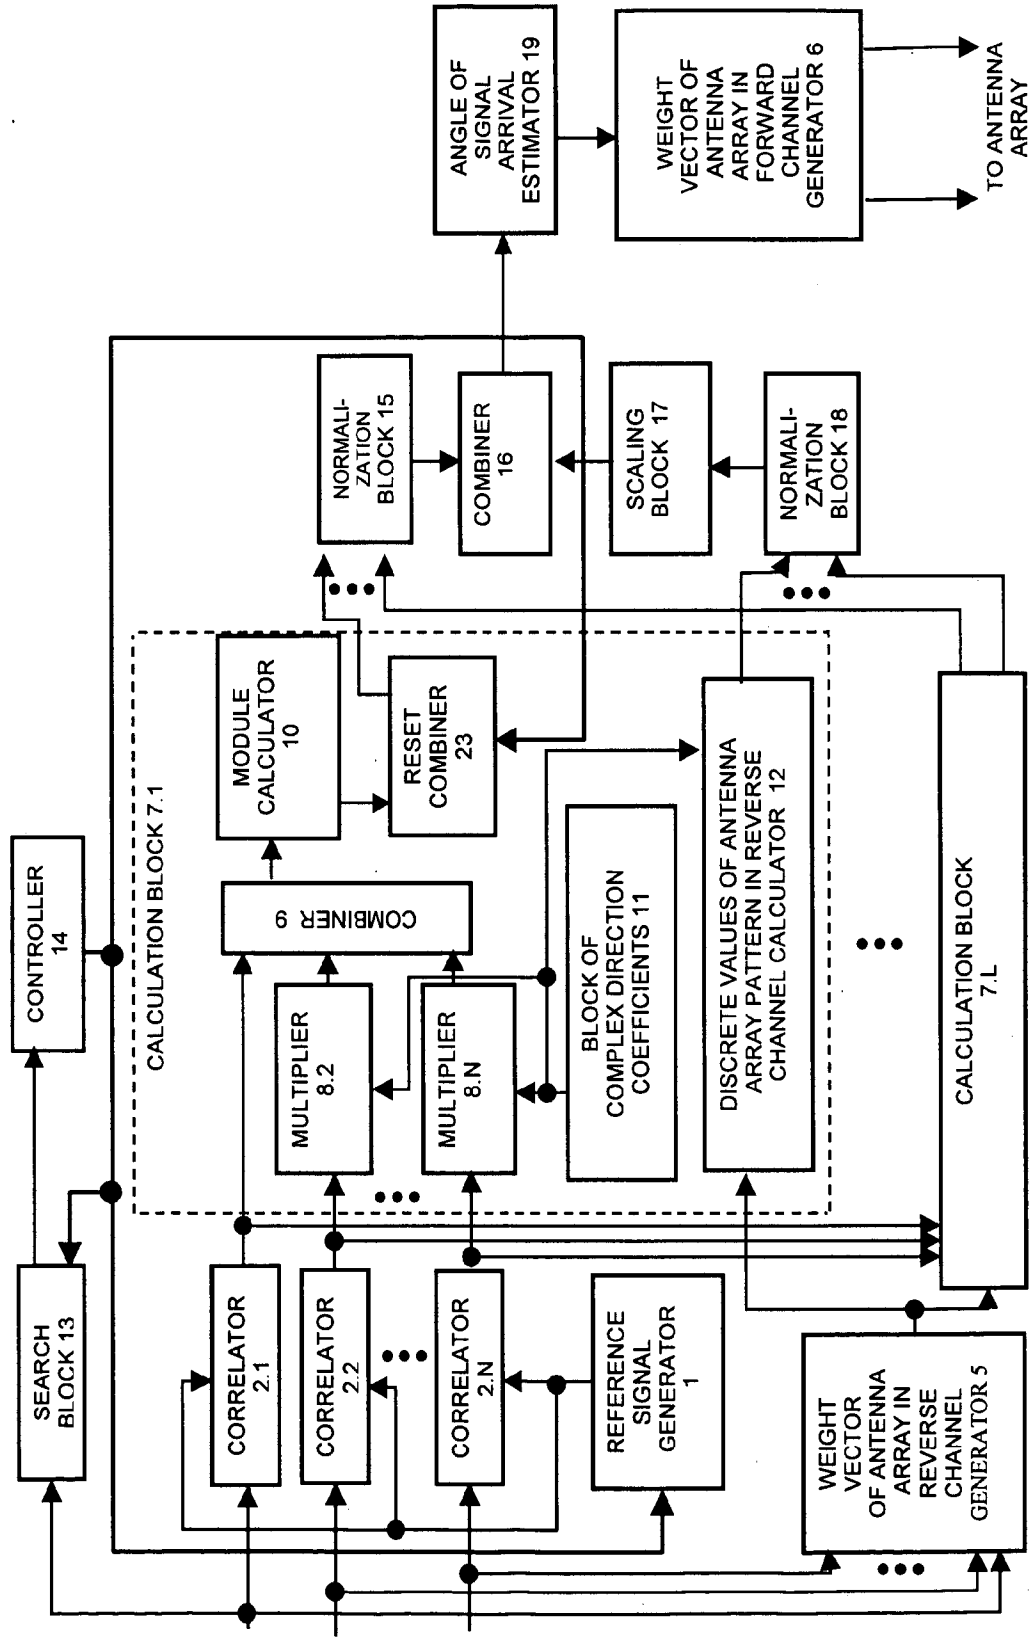 SEARCH
BLOCK 13
CONTROLLER
14
CALCULATION BLOCK 7.1
CORRELATOR
2.1
CORRELATOR
2.2
CORRELATOR
2.N
REFERENCE
SIGNAL
GENERATOR
1
WEIGHT
VECTOR
OF ANTENNA
ARRAY IN
REVERSE
CHANNEL
GENERATOR 5
MULTIPLIER
8.2
MULTIPLIER
8.N
COMBINER 9
MODULE
CALCULATOR
10
RESET
COMBINER
23
BLOCK OF
COMPLEX DIRECTION
COEFFICIENTS 11
DISCRETE VALUES OF ANTENNA
ARRAY PATTERN IN REVERSE
CHANNEL CALCULATOR 12
CALCULATION BLOCK
7.L
NORMALI-
ZATION
BLOCK 15
COMBINER
16
SCALING
BLOCK 17
NORMALI-
ZATION
BLOCK 18
ANGLE OF
SIGNAL
ARRIVAL
ESTIMATOR 19
WEIGHT
VECTOR OF
ANTENNA
ARRAY IN
FORWARD
CHANNEL
GENERATOR 6
TO ANTENNA
ARRAY